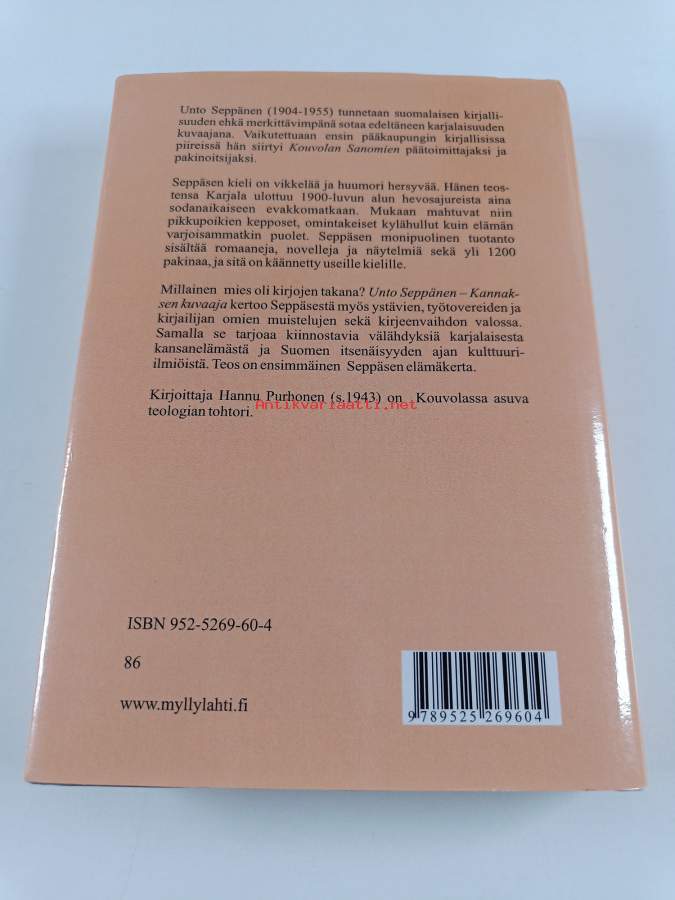 Unto Seppänen (1904-1955) tunnetaan suomalaisen kirjalli-
suuden ehkä merkittävimpänä sotaa edeltäneen karjalaisuuden
kuvaajana. Vaikutettuaan ensin pääkaupungin kirjallisissa
piireissä hän siirtyi Kouvolan Sanomien päätoimittajaksi ja
pakinoitsijaksi.
Seppäsen kieli on vikkelää ja huumori hersyvää. Hänen teos-
tensa Karjala ulottuu 1900-luvun alun hevosajureista aina
sodanaikaiseen evakkomatkaan. Mukaan mahtuvat niin
pikkupoikien kepposet, omintakeiset kylähullut kuin elämän
varjoisammatkin puolet. Seppäsen monipuolinen tuotanto
sisältää romaaneja, novelleja ja näytelmiä sekä yli 1200
pakinaa, ja sitä on käännetty useille kielille.
Millainen mies oli kirjojen takana? Unto Seppänen – Kannak-
sen kuvaaja kertoo Seppäsestä myös ystävien, työtovereiden ja
kirjailijan omien muistelujen sekä kirjeenvaihdon valossa.
Samalla se tarjoaa kiinnostavia välähdyksiä karjalaisesta
kansanelämästä ja Suomen itsenäisyyden ajan kulttuuri-
ilmiöistä. Teos on ensimmäinen Seppäsen elämäkerta.
Kirjoittaja Hannu Purhonen (s.1943) on Kouvolassa asuva
Antikvariaatti.net
teologian tohtori.
ISBN 952-5269-60-4
86
www.myllylahti.fi
9 789525 269604